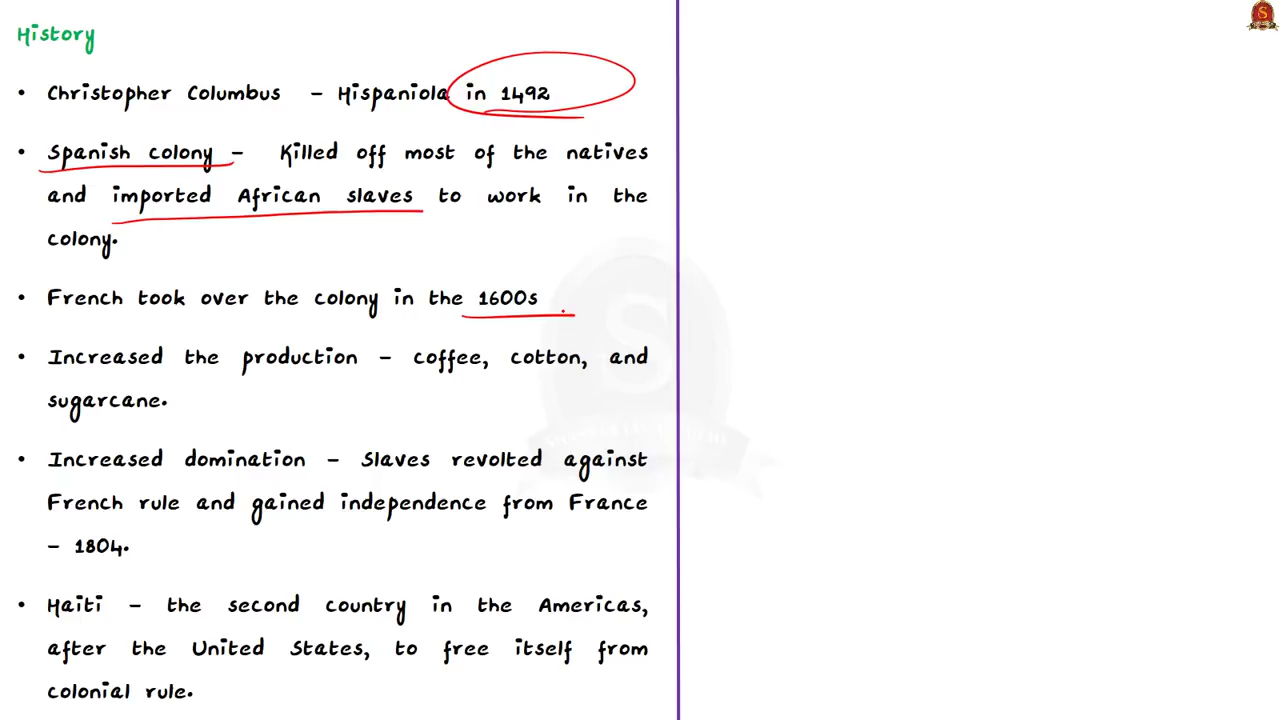 History
• Christopher Columbus – Hispaniola in 1492
• Spanish colony – Killed off most of the natives
and imported African slaves to work in the
colony.
• French took over the colony in the 1600s
• Increased the production – coffee, cotton, and
sugarcane.
• Increased domination – Slaves revolted against
French rule and gained independence from France
– 1804.
• Haiti – the second country in the Americas,
after the United States, to free itself from
colonial rule.
S